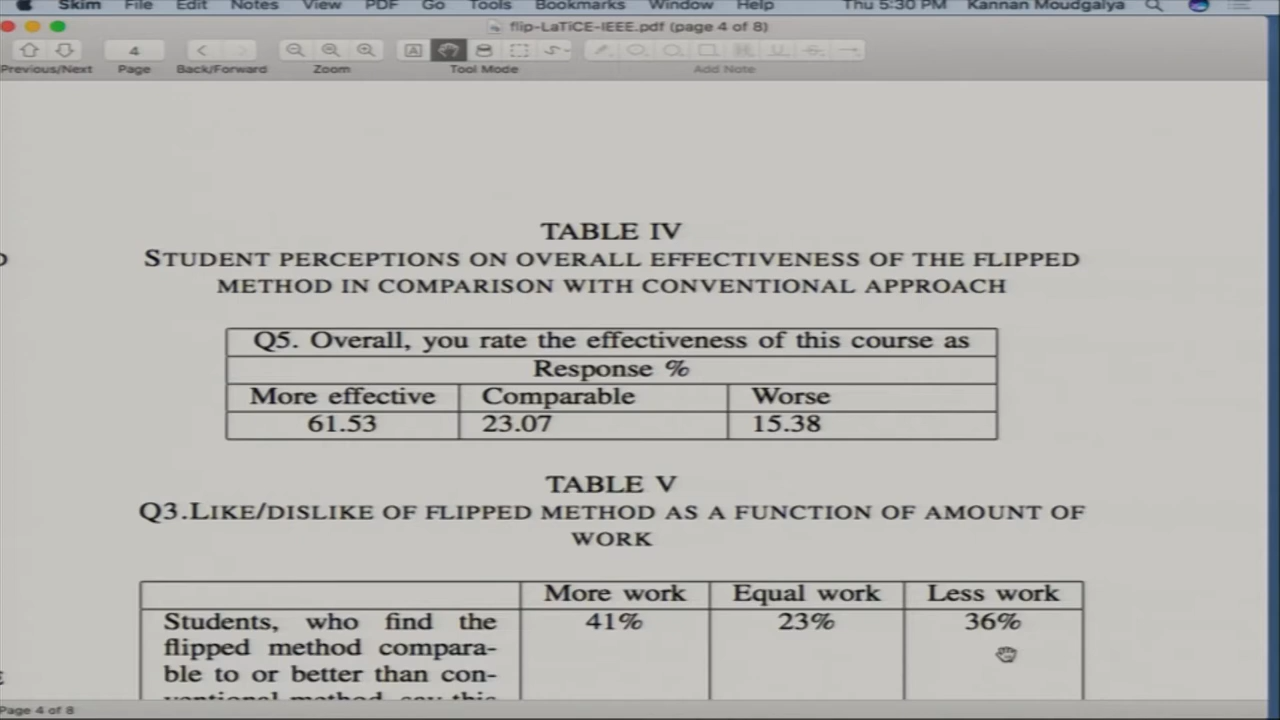 Skim File Edit Notes View PDF Go Tools Bookmarks Window Help Thu 5:30 PM Kannan Moudgalya
flip-LaTiCE-IEEE.pdf (page 4 of 8)
4
Previous/Next Page Back/Forward Zoom Tool Mode Add Note
TABLE IV
STUDENT PERCEPTIONS ON OVERALL EFFECTIVENESS OF THE FLIPPED
METHOD IN COMPARISON WITH CONVENTIONAL APPROACH
Q5. Overall, you rate the effectiveness of this course as
Response %
More effective Comparable Worse
61.53 23.07 15.38
TABLE V
Q3.LIKE/DISLIKE OF FLIPPED METHOD AS A FUNCTION OF AMOUNT OF
WORK
More work Equal work Less work
Students, who find the 41% 23% 36%
flipped method compara-
ble to or better than con-
ventional method, say this
Page 4 of 8